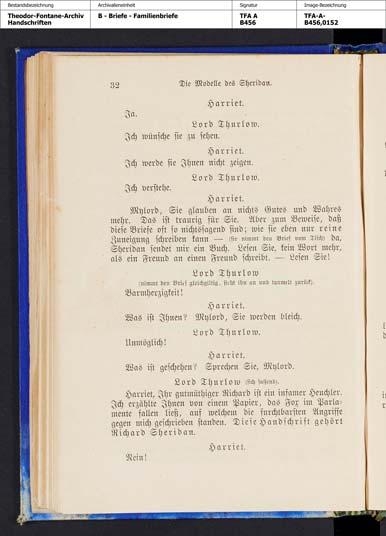 Bestandsbezeichnung
Theodor-Fontane-Archiv
Handschriften
Archivalieneinheit
B - Briefe - Familienbriefe
Signatur
TFA A
B456
Image-Bezeichnung
TFA-A-
B456,0152
32 Die Modelle des Sheridan.
Harriet.
Ja.
Lord Thurlow.
Ich wünsche sie zu sehen.
Harriet.
Ich werde sie Ihnen nicht zeigen.
Lord Thurlow.
Ich verstehe.
Harriet.
Mylord, Sie glauben an nichts Gutes und Wahres
mehr. Das ist traurig für Sie. Aber zum Beweise, daß
diese Briefe oft so nichtssagend sind; wie sie eben nur reine
Zuneigung schreiben kann — (Sie nimmt den Brief vom Tisch) da,
Sheridan sendet mir ein Buch. Lesen Sie, kein Wort mehr,
als ein Freund an einen Freund schreibt. — Lesen Sie!
Lord Thurlow
(nimmt den Brief gleichgiltig, sieht ihn an und taumelt zurück).
Barmherzigkeit!
Harriet.
Was ist Ihnen? Mylord, Sie werden bleich.
Lord Thurlow.
Unmöglich!
Harriet.
Was ist geschehen? Sprechen Sie, Mylord.
Lord Thurlow (sich fassend).
Harriet, Ihr gutmüthiger Richard ist ein infamer Heuchler.
Ich erzählte Ihnen von einem Papier, das Fox im Parla-
mente fallen ließ, auf welchem die furchtbarsten Angriffe
gegen mich geschrieben standen. Diese Handschrift gehört
Richard Sheridan.
Harriet.
Nein!